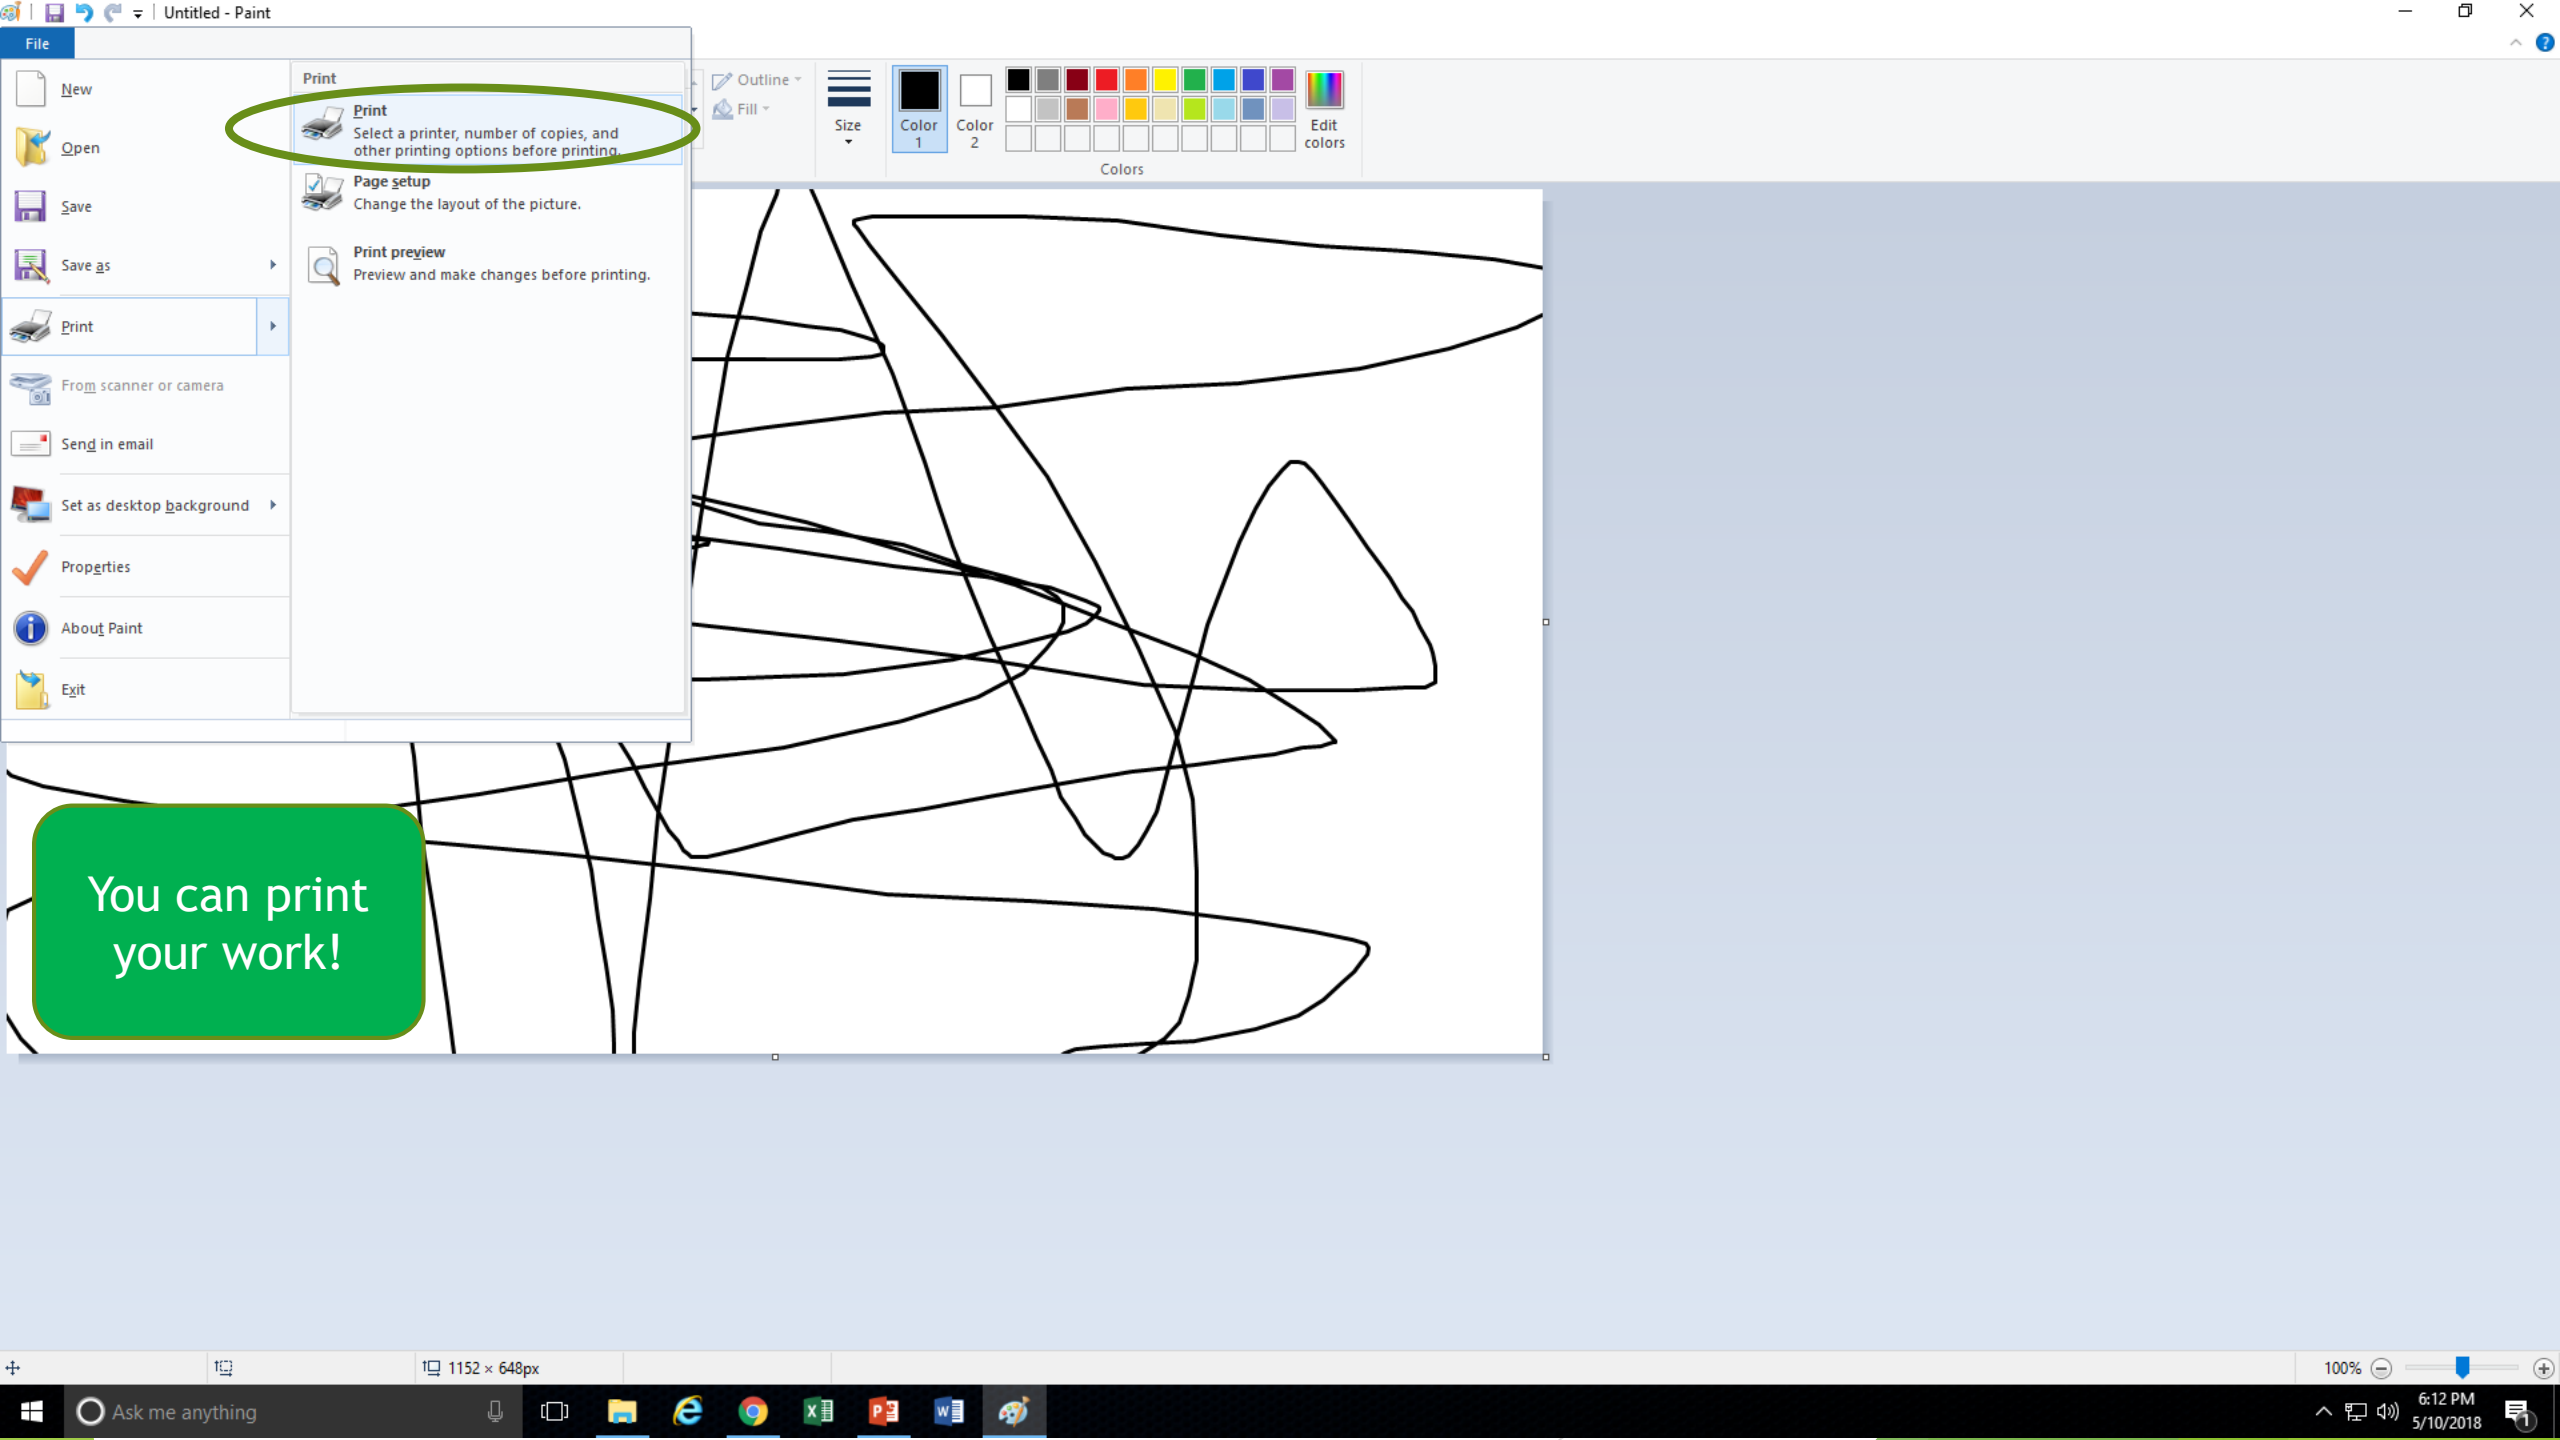 Untitled - Paint
File
New
Open
Save
Save as
Print
From scanner or camera
Send in email
Set as desktop background
Properties
About Paint
Exit
Print
Print
Select a printer, number of copies, and
other printing options before printing.
Page setup
Change the layout of the picture.
Print preview
Preview and make changes before printing.
Outline
Fill
Size
Color
1
Color
2
Edit
colors
Colors
You can print
your work!
1152 × 648px
100%
Ask me anything
6:12 PM
5/10/2018
1